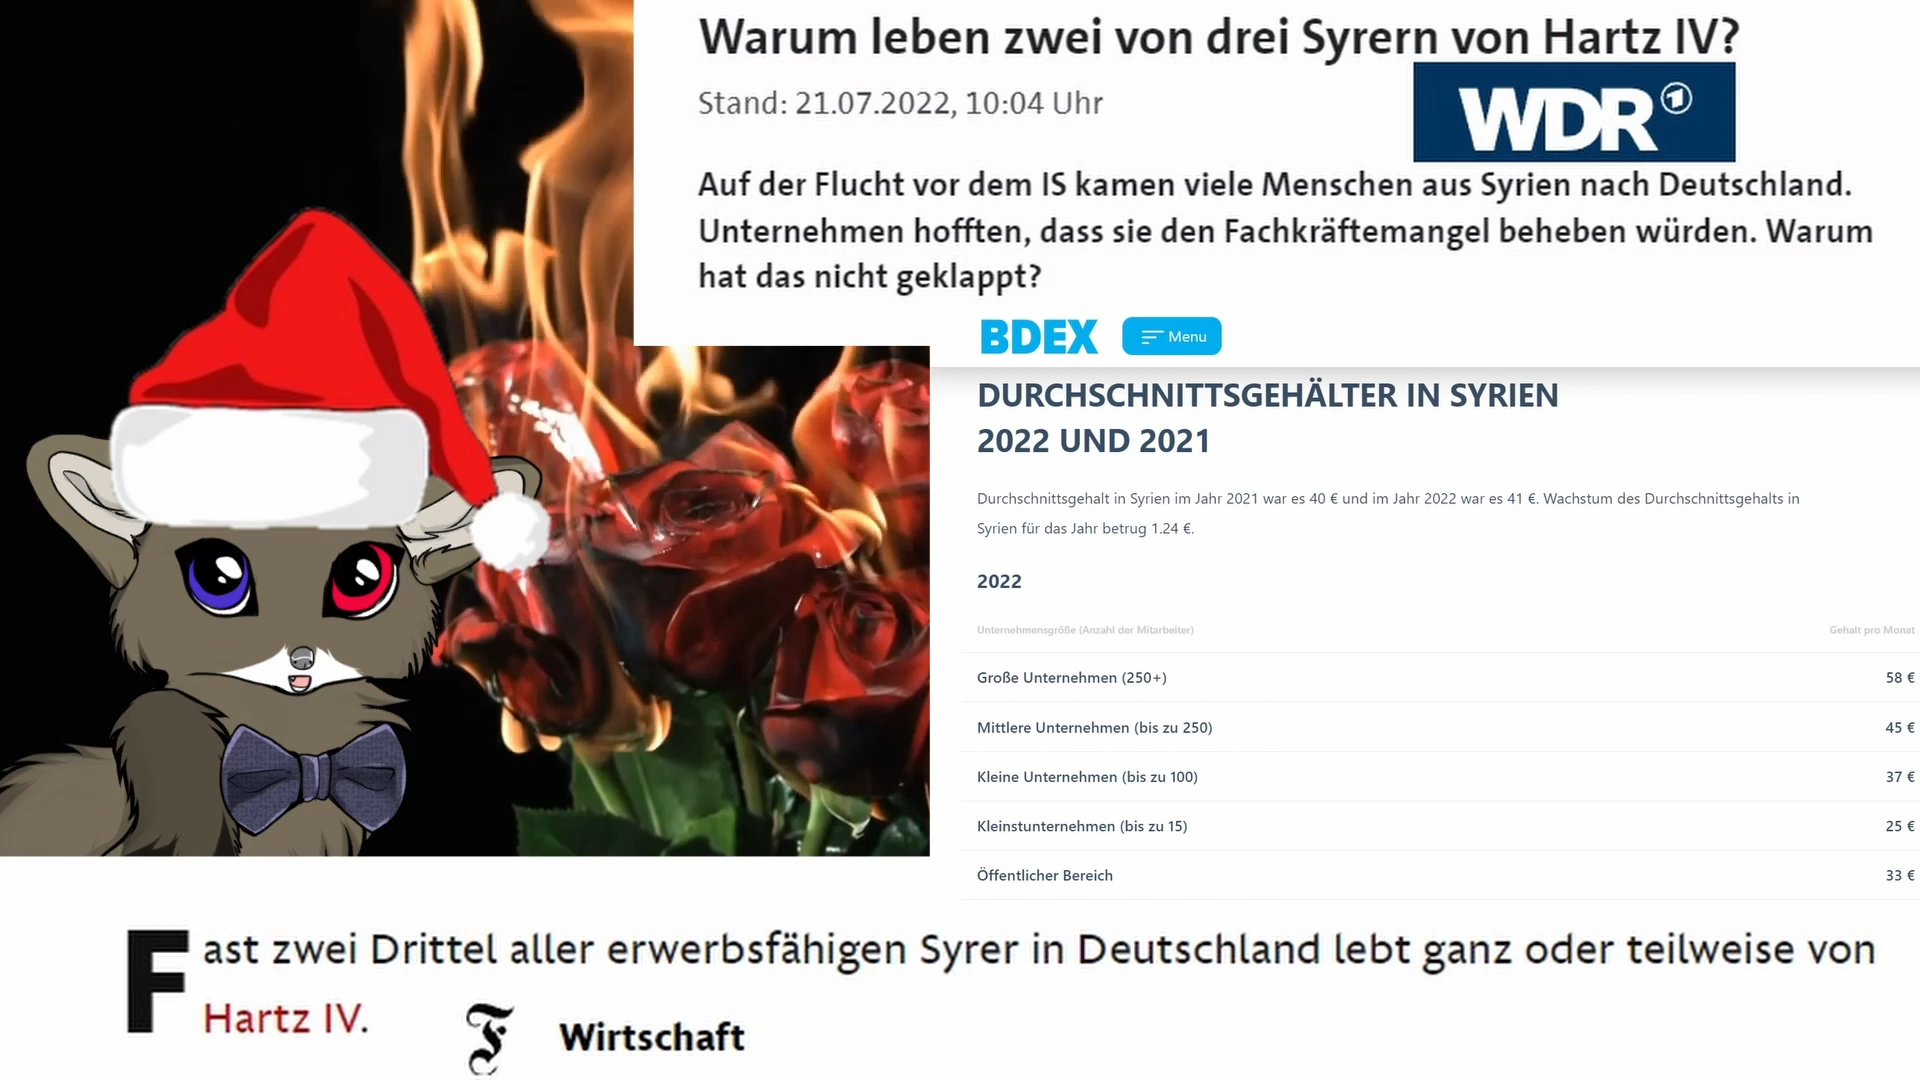 Warum leben zwei von drei Syrern von Hartz IV?
Stand: 21.07.2022, 10:04 Uhr
WDR 1
Auf der Flucht vor dem IS kamen viele Menschen aus Syrien nach Deutschland.
Unternehmen hofften, dass sie den Fachkräftemangel beheben würden. Warum
hat das nicht geklappt?
BDEX Menu
DURCHSCHNITTSGEHÄLTER IN SYRIEN
2022 UND 2021
Durchschnittsgehalt in Syrien im Jahr 2021 war es 40 € und im Jahr 2022 war es 41 €. Wachstum des Durchschnittsgehalts in
Syrien für das Jahr betrug 1.24 €.
2022
Unternehmensgröße (Anzahl der Mitarbeiter) Gehalt pro Monat
Große Unternehmen (250+) 58 €
Mittlere Unternehmen (bis zu 250) 45 €
Kleine Unternehmen (bis zu 100) 37 €
Kleinstunternehmen (bis zu 15) 25 €
Öffentlicher Bereich 33 €
Fast zwei Drittel aller erwerbsfähigen Syrer in Deutschland lebt ganz oder teilweise von
Hartz IV.
F Wirtschaft